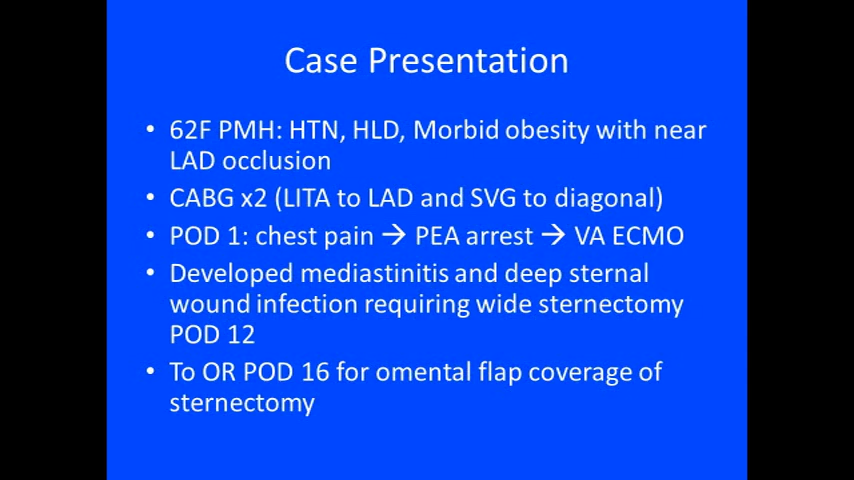 Case Presentation
• 62F PMH: HTN, HLD, Morbid obesity with near
LAD occlusion
• CABG x2 (LITA to LAD and SVG to diagonal)
• POD 1: chest pain → PEA arrest → VA ECMO
• Developed mediastinitis and deep sternal
wound infection requiring wide sternectomy
POD 12
• To OR POD 16 for omental flap coverage of
sternectomy